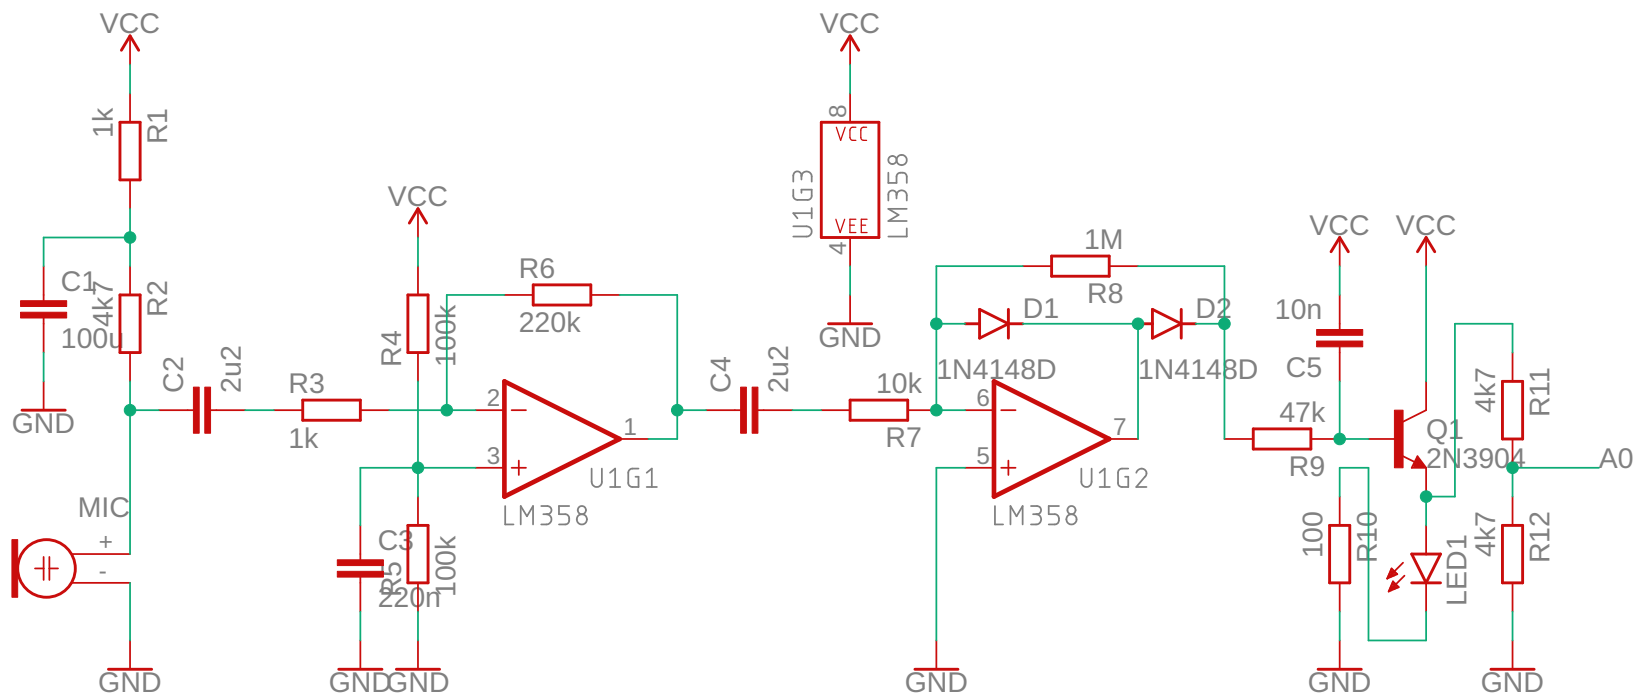 VCC
1k
R1
C1
100u
4k7
R2
GND
C2
2u2
MIC
+
-
GND
R3
1k
VCC
R4
100k
R6
220k
2
3
1
U1G1
LM358
C3
220n
R5
100k
GND
GND
C4
2u2
VCC
8
VCC
U1G3
LM358
VEE
4
GND
10k
R7
1M
R8
D1
1N4148D
D2
1N4148D
6
5
7
U1G2
LM358
GND
VCC
10n
C5
47k
R9
VCC
Q1
2N3904
4k7
R11
A0
100
R10
LED1
4k7
R12
GND
GND